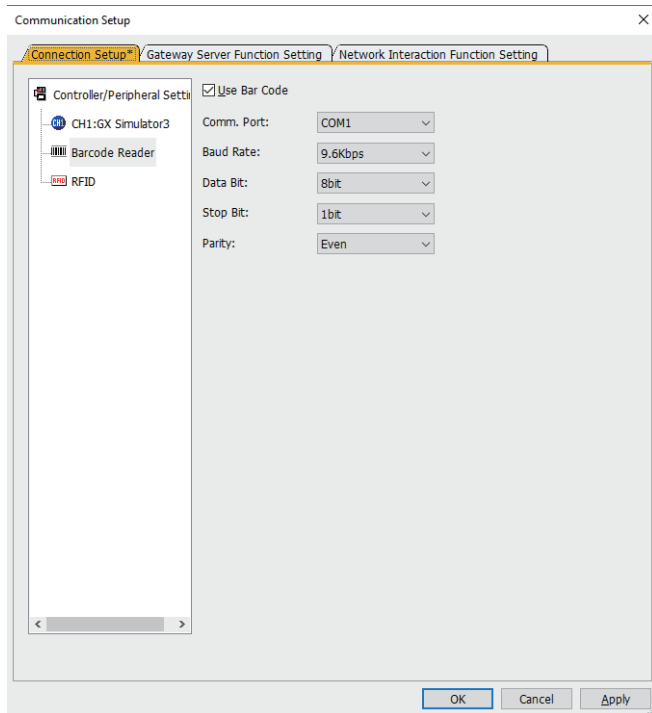 Communication Setup
Connection Setup* Gateway Server Function Setting Network Interaction Function Setting
Controller/Peripheral Setti
CH1 CH1:GX Simulator3
Barcode Reader
RFID RFID
Use Bar Code
Comm. Port: COM1
Baud Rate: 9.6Kbps
Data Bit: 8bit
Stop Bit: 1bit
Parity: Even
OK Cancel Apply